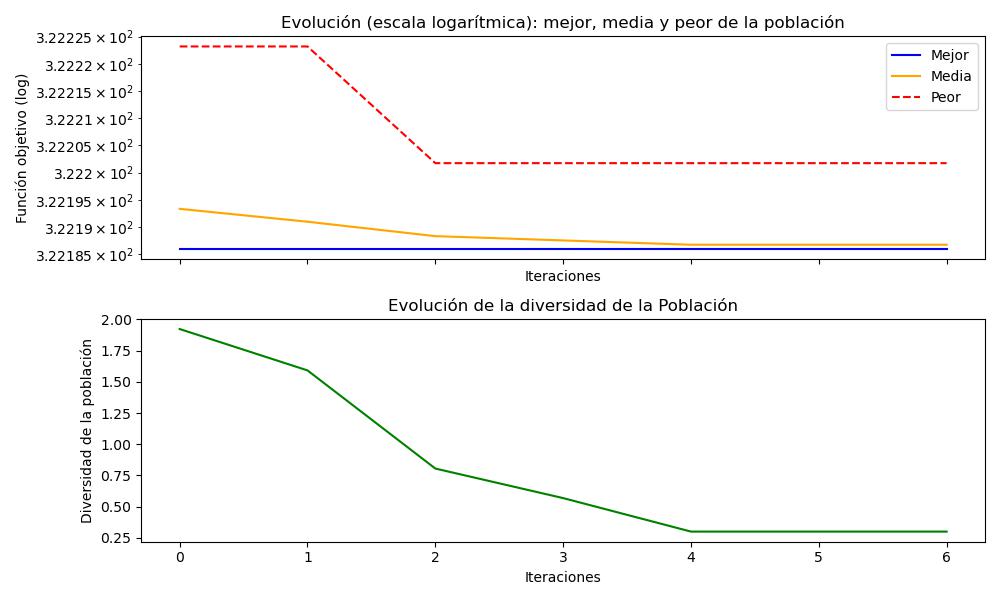 Evolución (escala logarítmica): mejor, media y peor de la población
Función objetivo (log)
3.22225 × 10²
3.2222 × 10²
3.22215 × 10²
3.2221 × 10²
3.22205 × 10²
3.222 × 10²
3.22195 × 10²
3.2219 × 10²
3.22185 × 10²
Mejor
Media
Peor
Iteraciones
Evolución de la diversidad de la Población
Diversidad de la población
2.00
1.75
1.50
1.25
1.00
0.75
0.50
0.25
0 1 2 3 4 5 6
Iteraciones